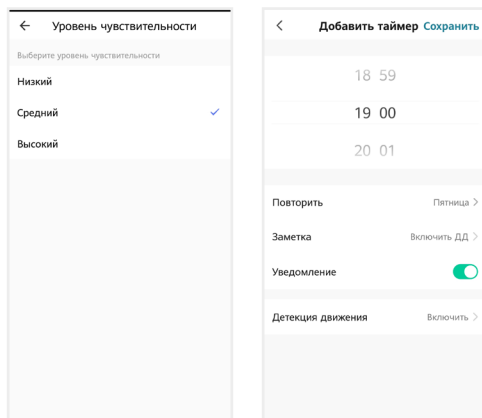 Уровень чувствительности
Выберите уровень чувствительности
Низкий
Средний
Высокий
Добавить таймер Сохранить
18 59
19 00
20 01
Повторить Пятница
Заметка Включить ДД
Уведомление
Детекция движения Включить